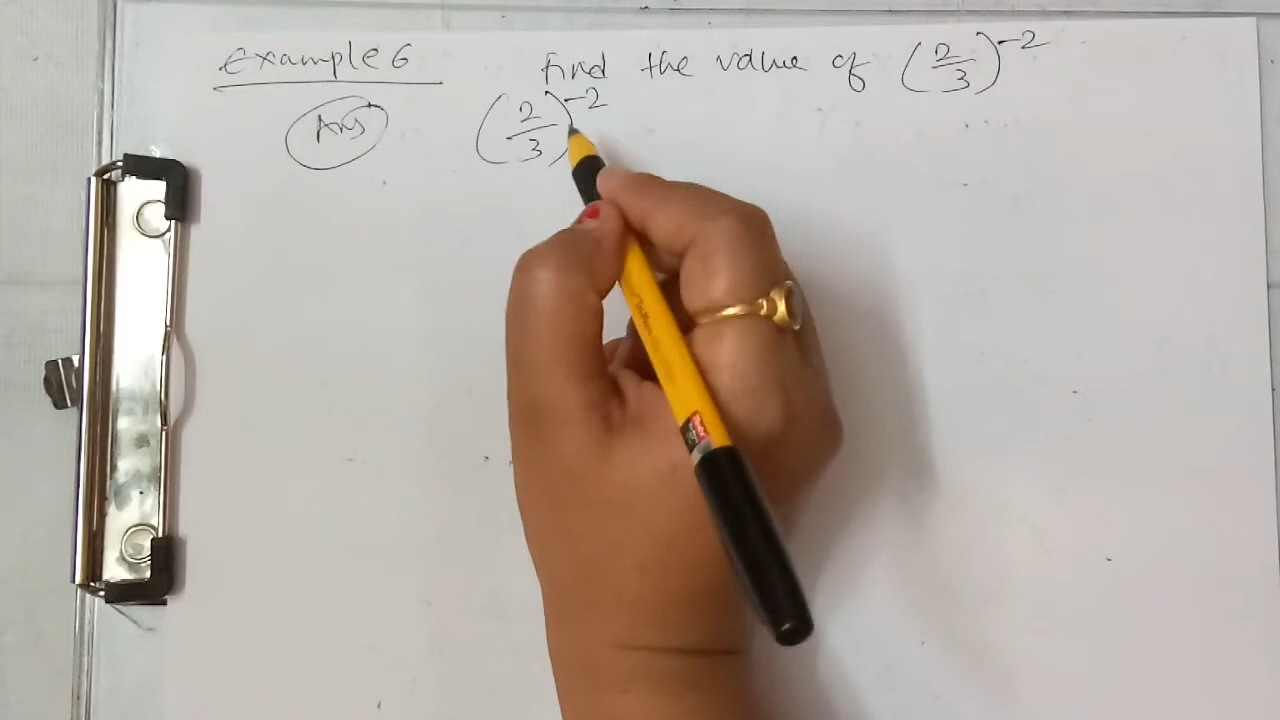 Example 6 find the value of (2/3)^-2
Ans (2/3)^-2